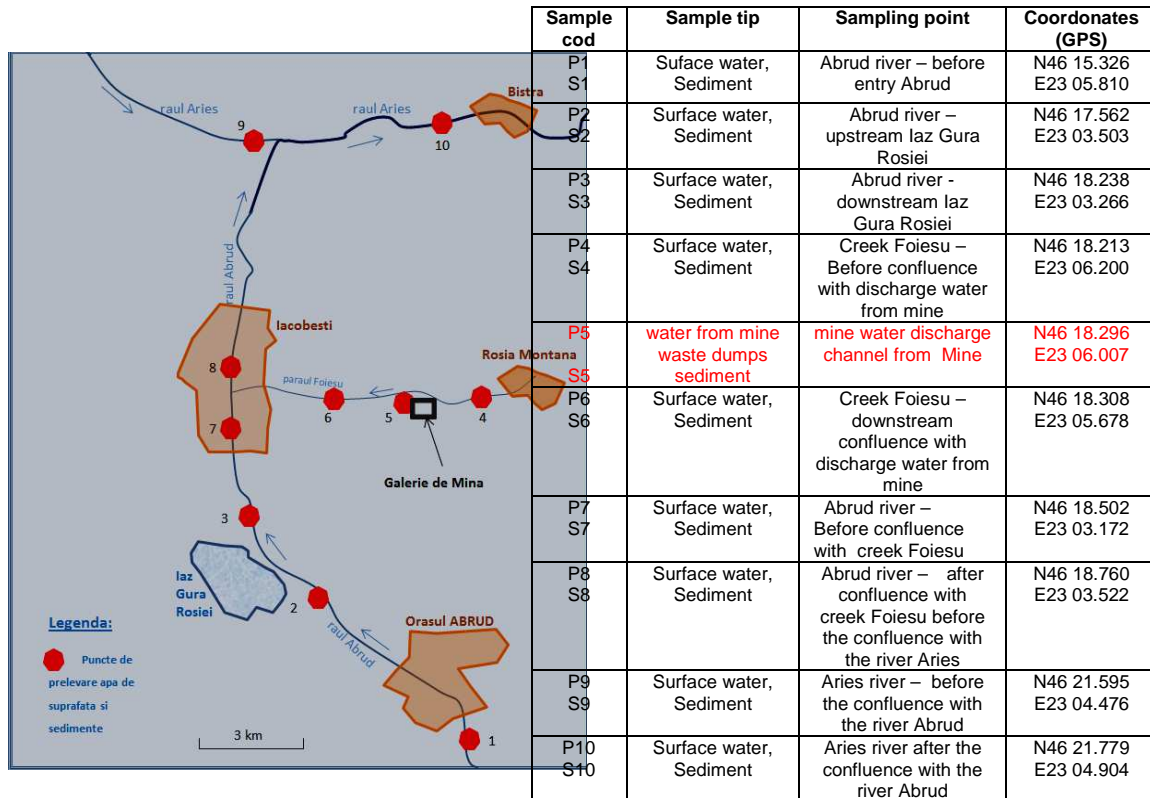 raul Aries
raul Aries
Bistra
9
10
raul Abrud
Iacobesti
8
paraul Foiesu
Rosia Montana
6
5
4
7
Galerie de Mina
3
Iaz
Gura
Rosiei
2
Orasul ABRUD
raul Abrud
Legenda:
Puncte de
prelevare apa de
suprafata si
sedimente
3 km
1
Sample cod Sample tip Sampling point Coordonates (GPS)
P1 Suface water, Abrud river – before N46 15.326
S1 Sediment entry Abrud E23 05.810
P2 Surface water, Abrud river – N46 17.562
S2 Sediment upstream Iaz Gura E23 03.503
Rosiei
P3 Surface water, Abrud river - N46 18.238
S3 Sediment downstream Iaz E23 03.266
Gura Rosiei
P4 Surface water, Creek Foiesu – N46 18.213
S4 Sediment Before confluence E23 06.200
with discharge water
from mine
P5 water from mine mine water discharge N46 18.296
waste dumps channel from Mine E23 06.007
S5 sediment
P6 Surface water, Creek Foiesu – N46 18.308
S6 Sediment downstream E23 05.678
confluence with
discharge water from
mine
P7 Surface water, Abrud river – N46 18.502
S7 Sediment Before confluence E23 03.172
with creek Foiesu
P8 Surface water, Abrud river – after N46 18.760
S8 Sediment confluence with E23 03.522
creek Foiesu before
the confluence with
the river Aries
P9 Surface water, Aries river – before N46 21.595
S9 Sediment the confluence with E23 04.476
the river Abrud
P10 Surface water, Aries river after the N46 21.779
S10 Sediment confluence with the E23 04.904
river Abrud